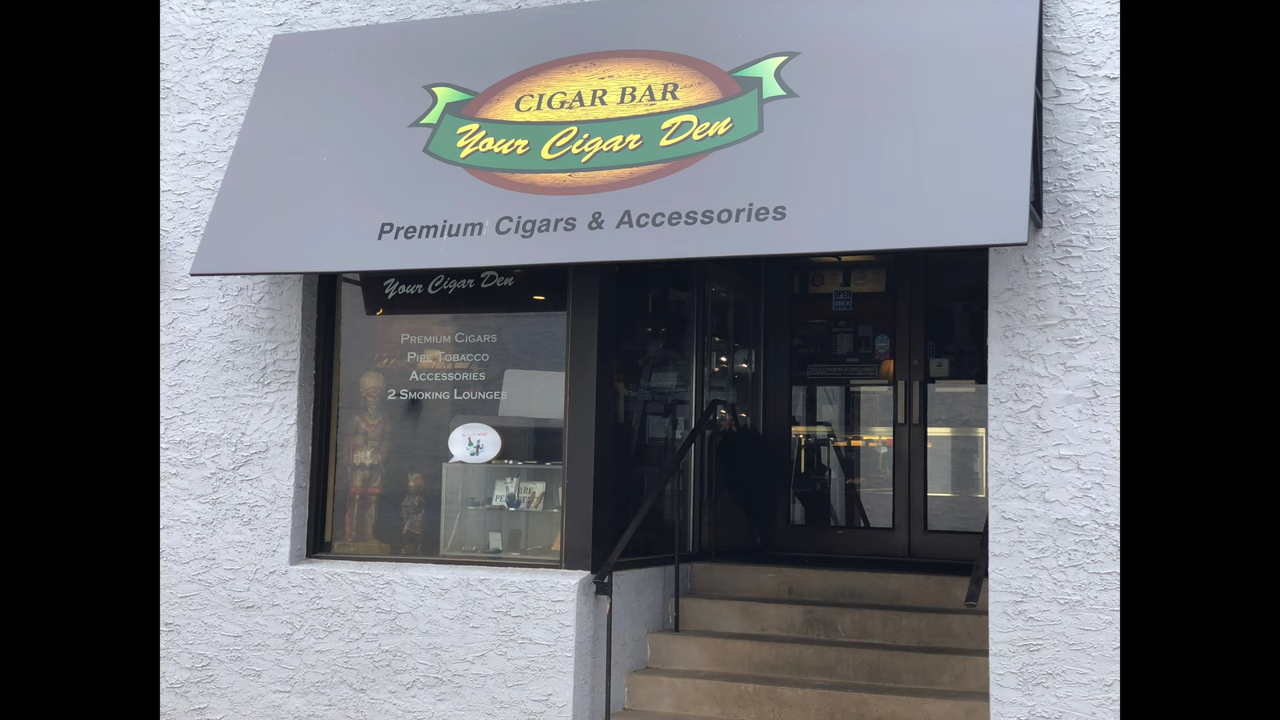 CIGAR BAR
Your Cigar Den
Premium Cigars & Accessories
Your Cigar Den
PREMIUM CIGARS
PIPE TOBACCO
ACCESSORIES
2 SMOKING LOUNGES
OPEN